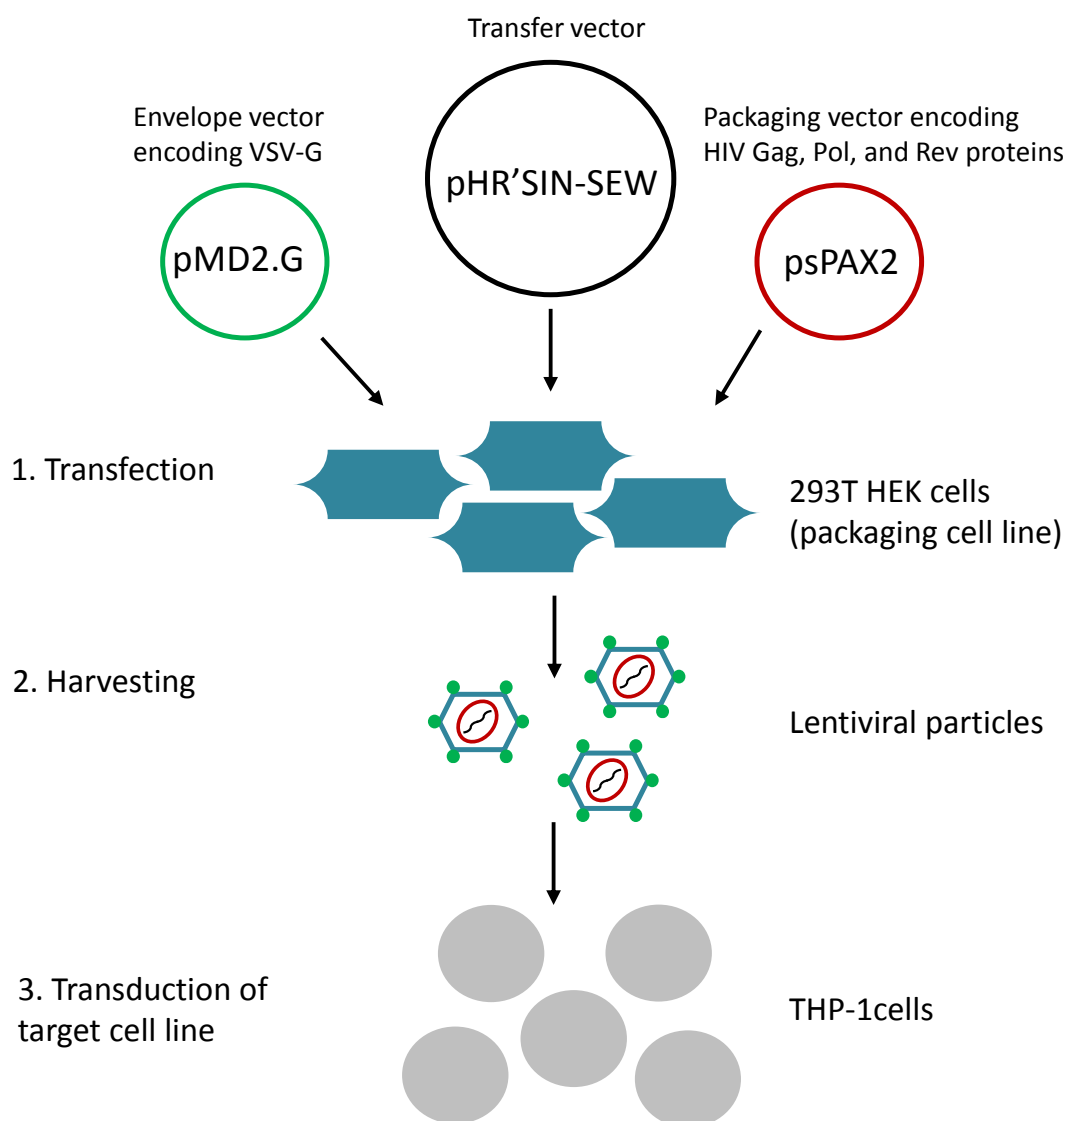 Transfer vector
Envelope vector
encoding VSV-G
Packaging vector encoding
HIV Gag, Pol, and Rev proteins
pHR’SIN-SEW
pMD2.G
psPAX2
1. Transfection
293T HEK cells
(packaging cell line)
2. Harvesting
Lentiviral particles
3. Transduction of
target cell line
THP-1cells